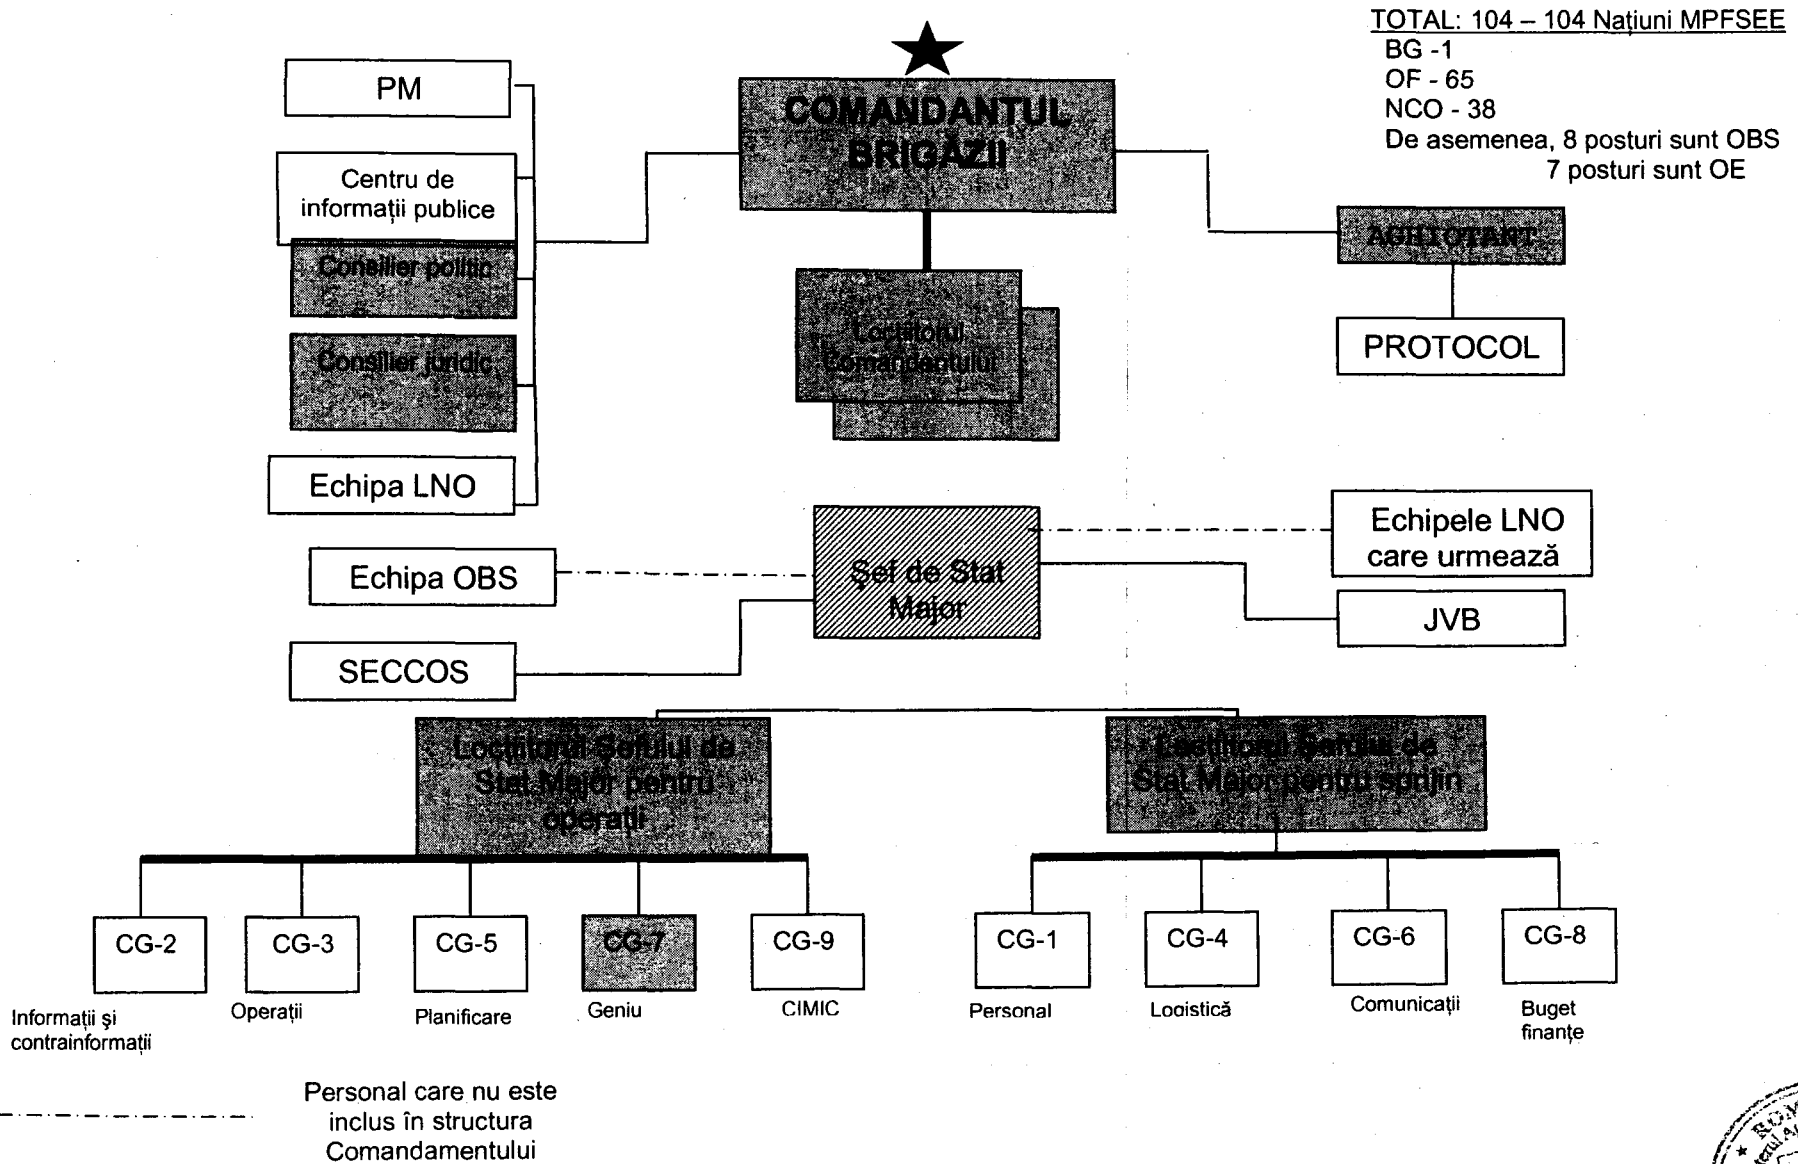 TOTAL: 104 – 104 Națiuni MPFSEE
BG -1
OF - 65
NCO - 38
De asemenea, 8 posturi sunt OBS
7 posturi sunt OE
COMANDANTUL
BRIGĂZII
PM
Centru de
informații publice
Consilier politic
Consilier juridic
Echipa LNO
AGHIOTANT
PROTOCOL
Locțiitorul
Comandantului
Echipa OBS
SECCOS
Şef de Stat
Major
Echipele LNO
care urmează
JVB
Locțiitorul Şefului de
Stat Major pentru
operații
Locțiitorul Şefului de
Stat Major pentru sprijin
CG-2
CG-3
CG-5
CG-7
CG-9
CG-1
CG-4
CG-6
CG-8
Informații şi
contrainformații
Operații
Planificare
Geniu
CIMIC
Personal
Looistică
Comunicații
Buget
finanțe
Personal care nu este
inclus în structura
Comandamentului